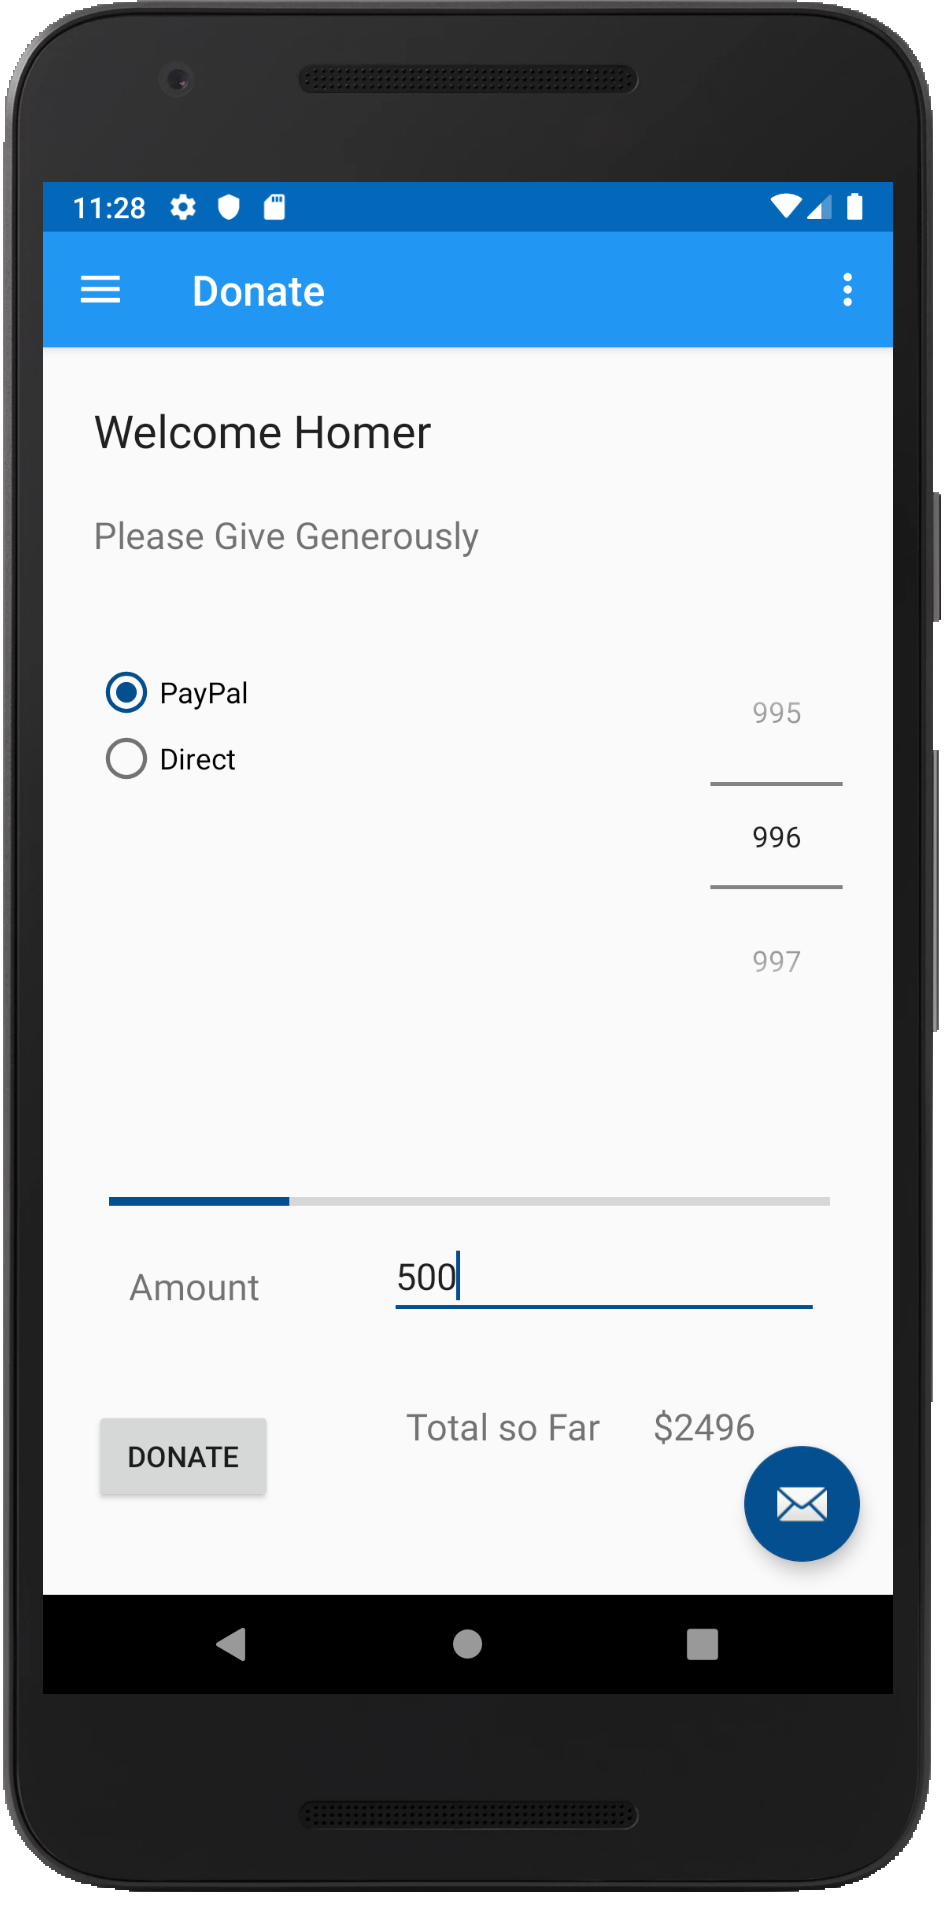 11:28
Donate
Welcome Homer
Please Give Generously
PayPal
Direct
995
996
997
Amount
500
Total so Far $2496
DONATE